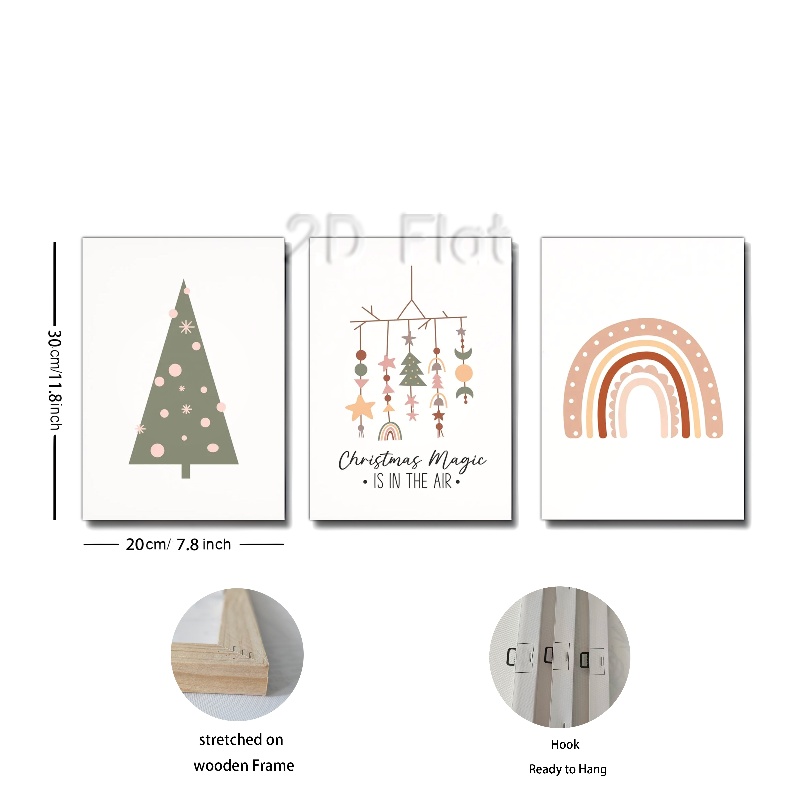 2D Flat
30cm/11.8inch
Christmas Magic
• IS IN THE AIR •
20cm/ 7.8 inch
stretched on
wooden Frame
Hook
Ready to Hang